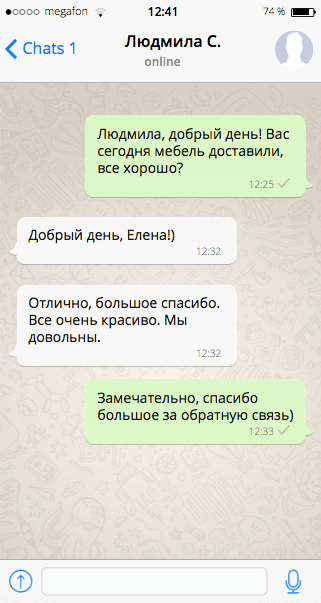 megafon 12:41 74 %
Chats 1 Людмила С.
online
Людмила, добрый день! Вас
сегодня мебель доставили,
все хорошо?
12:25
Добрый день, Елена!)
12:32
Отлично, большое спасибо.
Все очень красиво. Мы
довольны.
12:32
Замечательно, спасибо
большое за обратную связь)
12:33